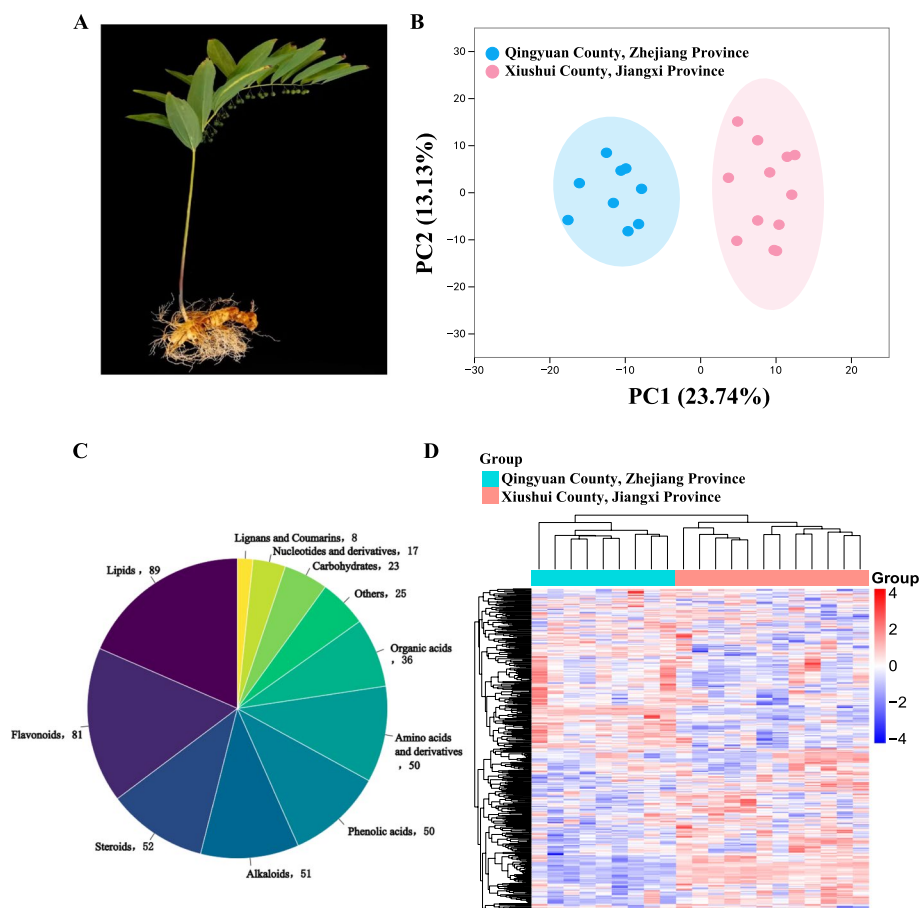 A
B
Qingyuan County, Zhejiang Province
Xiushui County, Jiangxi Province
30
20
10
0
−10
−20
−30
PC2 (13.13%)
−30
−20
−10
0
10
20
PC1 (23.74%)
C
Lignans and Coumarins, 8
Nucleotides and derivatives, 17
Carbohydrates, 23
Others, 25
Organic acids
, 36
Amino acids
and derivatives
, 50
Phenolic acids, 50
Alkaloids, 51
Steroids, 52
Flavonoids, 81
Lipids, 89
D
Group
Qingyuan County, Zhejiang Province
Xiushui County, Jiangxi Province
Group
4
2
0
−2
−4